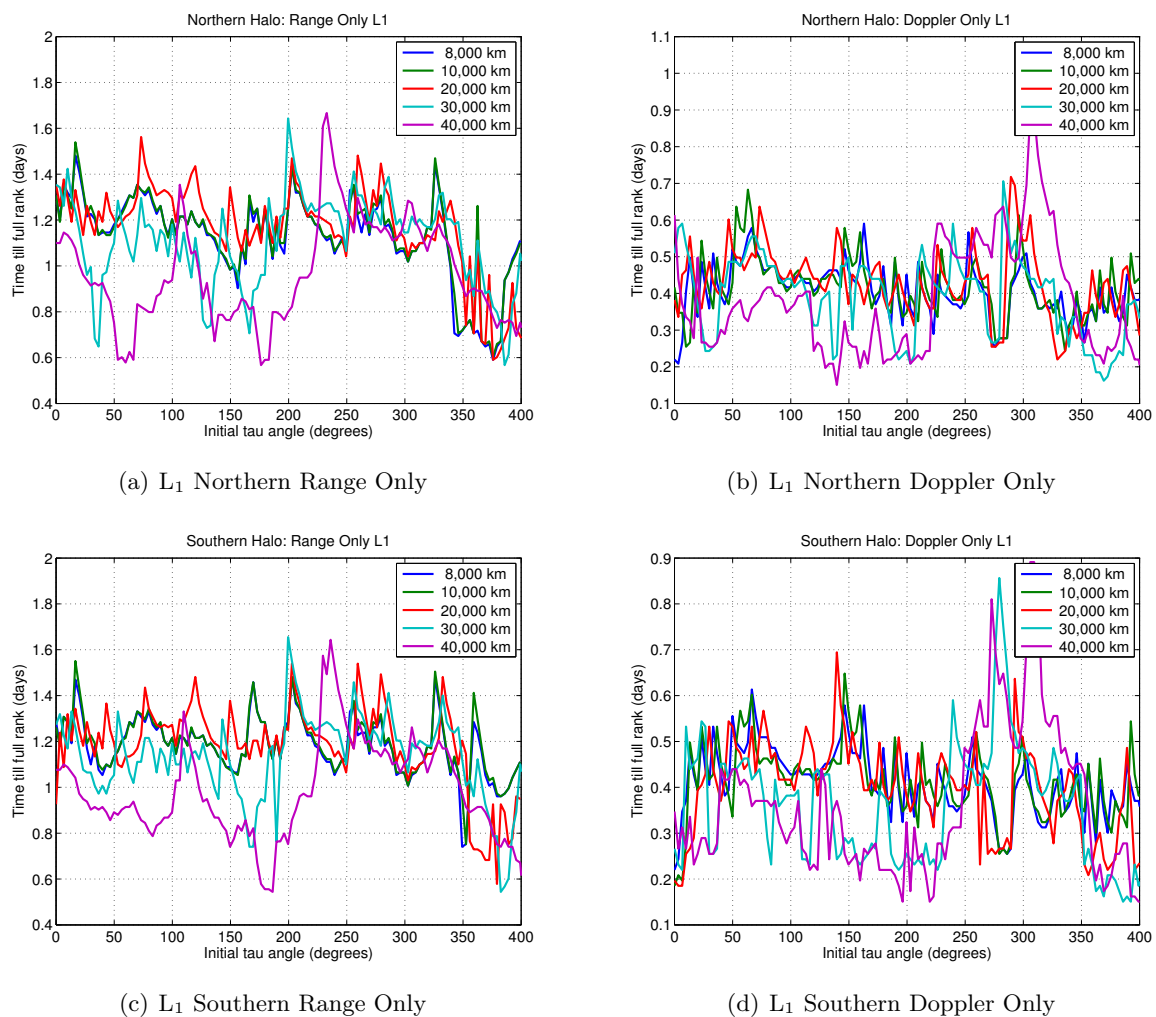 Northern Halo: Range Only L1
2
1.8
1.6
1.4
1.2
1
0.8
0.6
0.4
Time till full rank (days)
8,000 km
10,000 km
20,000 km
30,000 km
40,000 km
0 50 100 150 200 250 300 350 400
Initial tau angle (degrees)
(a) L₁ Northern Range Only
Northern Halo: Doppler Only L1
1.1
1
0.9
0.8
0.7
0.6
0.5
0.4
0.3
0.2
0.1
Time till full rank (days)
8,000 km
10,000 km
20,000 km
30,000 km
40,000 km
0 50 100 150 200 250 300 350 400
Initial tau angle (degrees)
(b) L₁ Northern Doppler Only
Southern Halo: Range Only L1
2
1.8
1.6
1.4
1.2
1
0.8
0.6
0.4
Time till full rank (days)
8,000 km
10,000 km
20,000 km
30,000 km
40,000 km
0 50 100 150 200 250 300 350 400
Initial tau angle (degrees)
(c) L₁ Southern Range Only
Southern Halo: Doppler Only L1
0.9
0.8
0.7
0.6
0.5
0.4
0.3
0.2
0.1
Time till full rank (days)
8,000 km
10,000 km
20,000 km
30,000 km
40,000 km
0 50 100 150 200 250 300 350 400
Initial tau angle (degrees)
(d) L₁ Southern Doppler Only